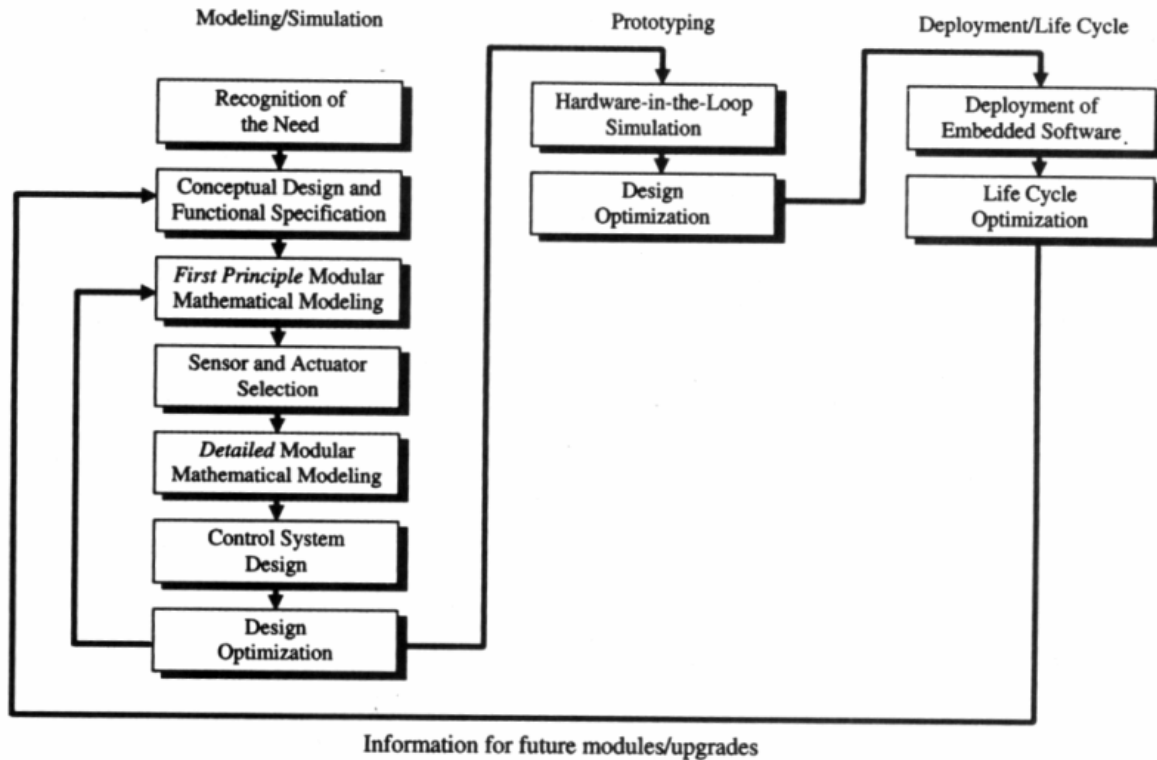 Modeling/Simulation
Recognition of
the Need
Conceptual Design and
Functional Specification
First Principle Modular
Mathematical Modeling
Sensor and Actuator
Selection
Detailed Modular
Mathematical Modeling
Control System
Design
Design
Optimization
Prototyping
Hardware-in-the-Loop
Simulation
Design
Optimization
Deployment/Life Cycle
Deployment of
Embedded Software
Life Cycle
Optimization
Information for future modules/upgrades